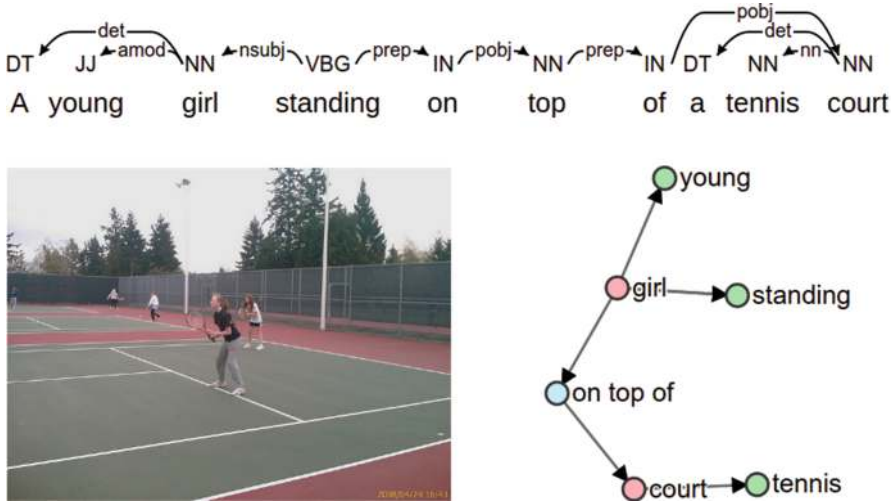 det amod nsubj prep pobj prep pobj det nn
DT JJ NN VBG IN NN IN DT NN NN
A young girl standing on top of a tennis court
young
girl
standing
on top of
court
tennis